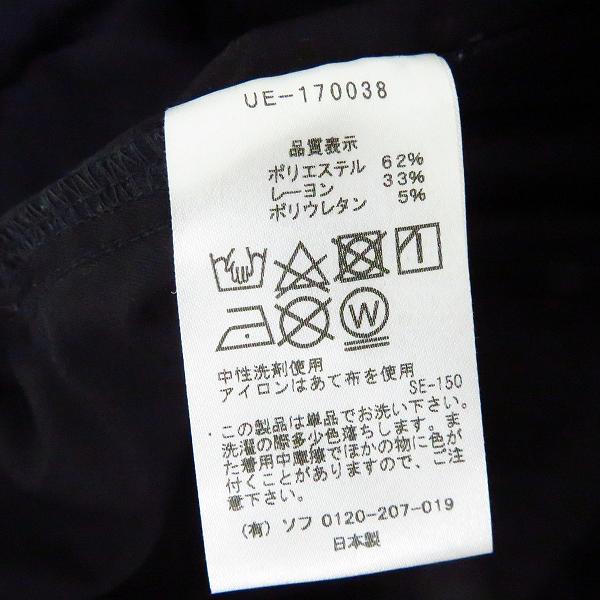 UE-170038
品質表示
ポリエステル 62%
レーヨン 33%
ポリウレタン 5%
W
中性洗剤使用
アイロンはあて布を使用
SE-150
・この製品は単品でお洗い下さい。
洗濯の際多少色落ちします。ま
た着用中摩擦でほかの物に色が
付くことがありますので、ご注
意下さい。
(有) ソフ 0120-207-019
日本製